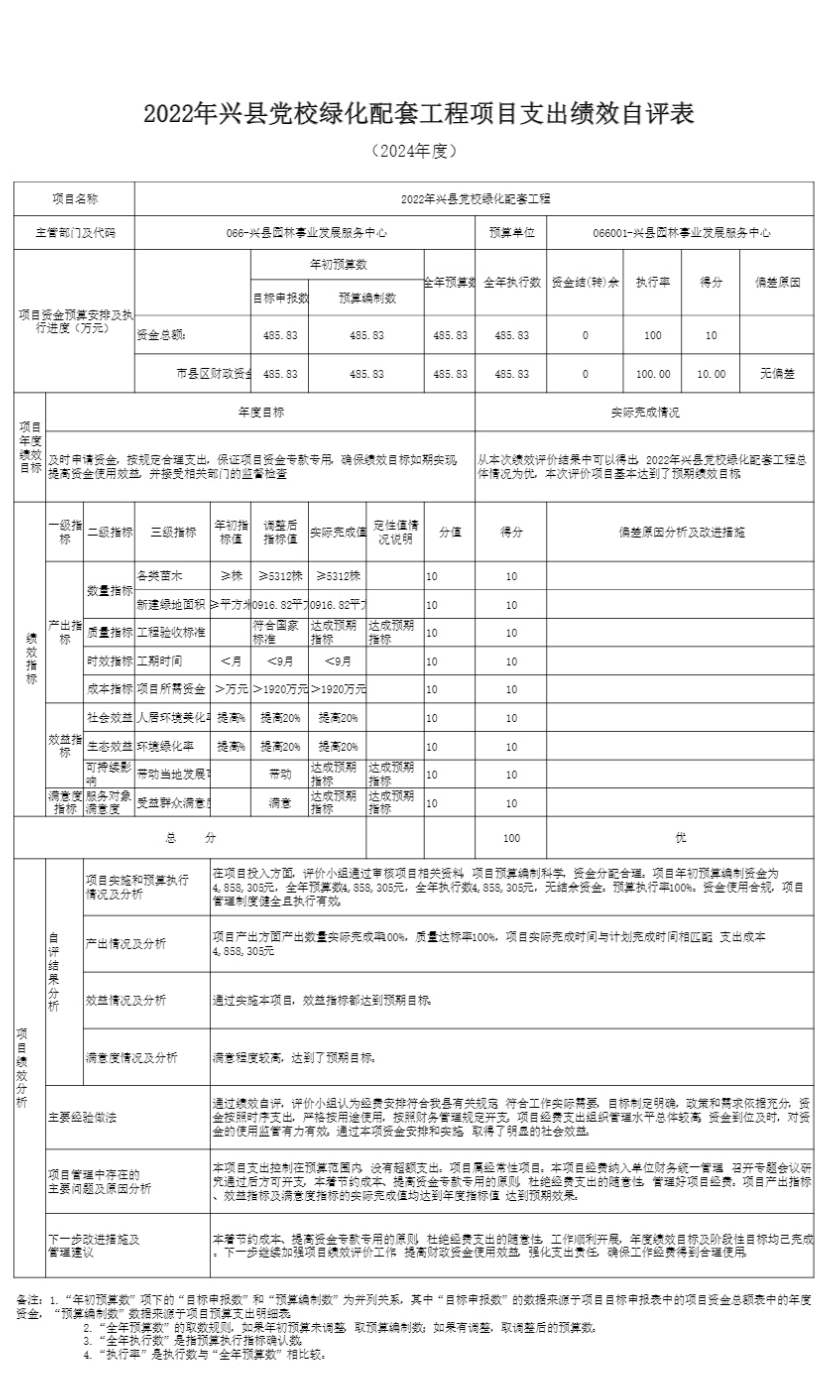 2022年兴县党校绿化配套工程项目支出绩效自评表
（2024年度）
项目名称 2022年兴县党校绿化配套工程
主管部门及代码 066-兴县园林事业发展服务中心 预算单位 066001-兴县园林事业发展服务中心
项目资金预算安排及执
行进度（万元）
年初预算数 全年预算数 全年执行数 资金结(转)余 执行率 得分 偏差原因
目标申报数 预算编制数
资金总额: 485.83 485.83 485.83 485.83 0 100 10
市县区财政资金 485.83 485.83 485.83 485.83 0 100.00 10.00 无偏差
项目
年度
绩效
目标
年度目标 实际完成情况
及时申请资金，按规定合理支出，保证项目资金专款专用，确保绩效目标如期实现，
提高资金使用效益，并接受相关部门的监督检查
从本次绩效评价结果中可以得出，2022年兴县党校绿化配套工程总
体情况为优，本次评价项目基本达到了预期绩效目标。
绩效指标
一级指标 二级指标 三级指标 年初指标值 调整后指标值 实际完成值 定性值情况说明 分值 得分 偏差原因分析及改进措施
产出指标 数量指标 各类苗木 ≥株 ≥5312株 ≥5312株 10 10
新建绿地面积 ≥平方米 0916.82平方 0916.82平方 10 10
质量指标 工程验收标准 符合国家标准 达成预期指标 达成预期指标 10 10
时效指标 工期时间 ＜月 ＜9月 ＜9月 10 10
成本指标 项目所需资金 ＞万元 ＞1920万元 ＞1920万元 10 10
效益指标 社会效益 人居环境美化率 提高% 提高20% 提高20% 10 10
生态效益 环境绿化率 提高% 提高20% 提高20% 10 10
可持续影响 带动当地发展 带动 达成预期指标 达成预期指标 10 10
满意度指标 服务对象满意度 受益群众满意度 满意 达成预期指标 达成预期指标 10 10
总 分 100 优
项目绩效分析
自评结果分析
项目实施和预算执行
情况及分析
在项目投入方面，评价小组通过审核项目相关资料，项目预算编制科学，资金分配合理。项目年初预算编制资金为
4,858,305元，全年预算数4,858,305元，全年执行数4,858,305元，无结余资金。预算执行率100%。资金使用合规，项目
管理制度健全且执行有效。
产出情况及分析
项目产出方面产出数量实际完成率100%，质量达标率100%，项目实际完成时间与计划完成时间相匹配，支出成本
4,858,305元
效益情况及分析 通过实施本项目，效益指标都达到预期目标。
满意度情况及分析 满意程度较高，达到了预期目标。
主要经验做法
通过绩效自评，评价小组认为经费安排符合我县有关规定，符合工作实际需要，目标制定明确，政策和需求依据充分，资
金按照时序支出，严格按用途使用，按照财务管理规定开支，项目经费支出组织管理水平总体较高，资金到位及时，对资
金的使用监管有力有效。通过本项资金安排和实施，取得了明显的社会效益。
项目管理中存在的
主要问题及原因分析
本项目支出控制在预算范围内，没有超额支出。项目属经常性项目。本项目经费纳入单位财务统一管理，召开专题会议研
究通过后方可开支，本着节约成本、提高资金专款专用的原则，杜绝经费支出的随意性，管理好项目经费。项目产出指标
、效益指标及满意度指标的实际完成值均达到年度指标值，达到预期效果。
下一步改进措施及
管理建议
本着节约成本、提高资金专款专用的原则，杜绝经费支出的随意性，工作顺利开展，年度绩效目标及阶段性目标均已完成
。下一步继续加强项目绩效评价工作，提高财政资金使用效益，强化支出责任，确保工作经费得到合理使用。
备注：1.“年初预算数”项下的“目标申报数”和“预算编制数”为并列关系，其中“目标申报数”的数据来源于项目目标申报表中的项目资金总额表中的年度
资金，“预算编制数”数据来源于项目预算支出明细表。
2.“全年预算数”的取数规则，如果年初预算未调整，取预算编制数；如果有调整，取调整后的预算数。
3.“全年执行数”是指预算执行指标确认数。
4.“执行率”是执行数与“全年预算数”相比较。